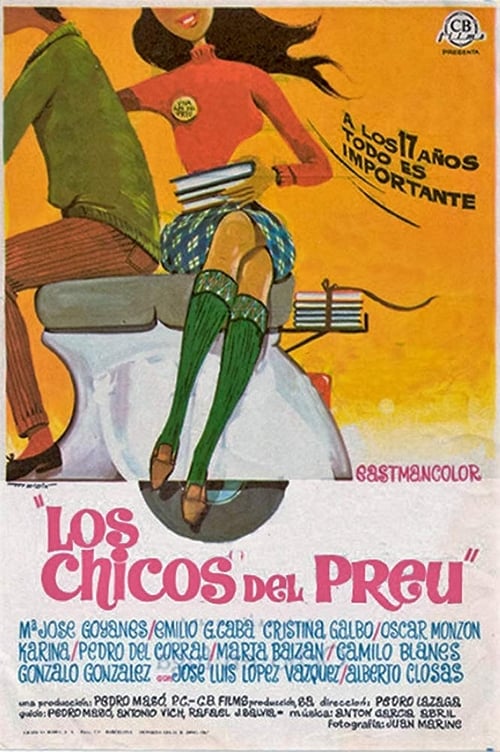 CB
films
PRESENTA
A LOS 17 AÑOS
TODO ES
IMPORTANTE
EASTMANCOLOR
"LOS
CHICOS DEL PREU"
Mª JOSE GOYANES/EMILIO G.CABA CRISTINA GALBO/OSCAR MONZON
KARINA/PEDRO DEL CORRAL/MARIA BAIZAN/CAMILO BLANES
GONZALO GONZALEZ con JOSE LUIS LOPEZ VAZQUEZ/ALBERTO CLOSAS
una producción: PEDRO MASÓ, P.C.-C.B. FILMS producción, S.A. dirección: PEDRO LAZAGA
guión: PEDRO MASÓ, ANTONIO VICH, RAFAEL J. SALVIA - música: ANTON GARCIA ABRIL
Fotografía: JUAN MARINE